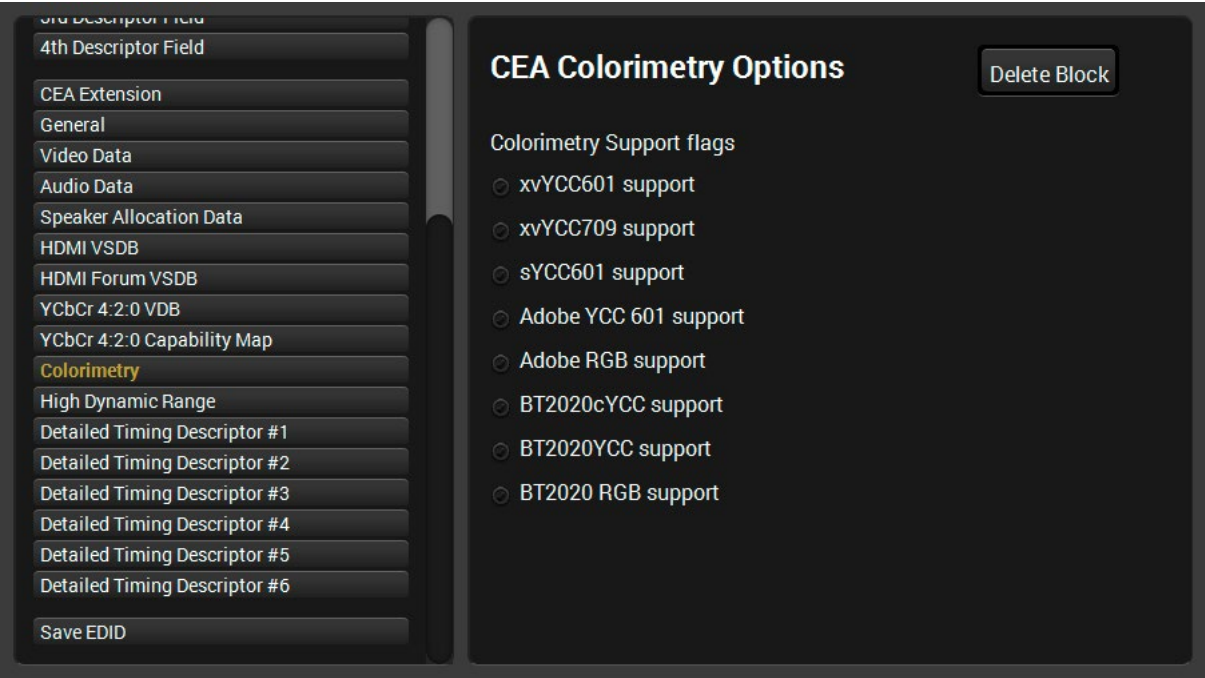 3rd Descriptor Field
4th Descriptor Field
CEA Extension
General
Video Data
Audio Data
Speaker Allocation Data
HDMI VSDB
HDMI Forum VSDB
YCbCr 4:2:0 VDB
YCbCr 4:2:0 Capability Map
Colorimetry
High Dynamic Range
Detailed Timing Descriptor #1
Detailed Timing Descriptor #2
Detailed Timing Descriptor #3
Detailed Timing Descriptor #4
Detailed Timing Descriptor #5
Detailed Timing Descriptor #6
Save EDID
CEA Colorimetry Options
Delete Block
Colorimetry Support flags
xvYCC601 support
xvYCC709 support
sYCC601 support
Adobe YCC 601 support
Adobe RGB support
BT2020cYCC support
BT2020YCC support
BT2020 RGB support